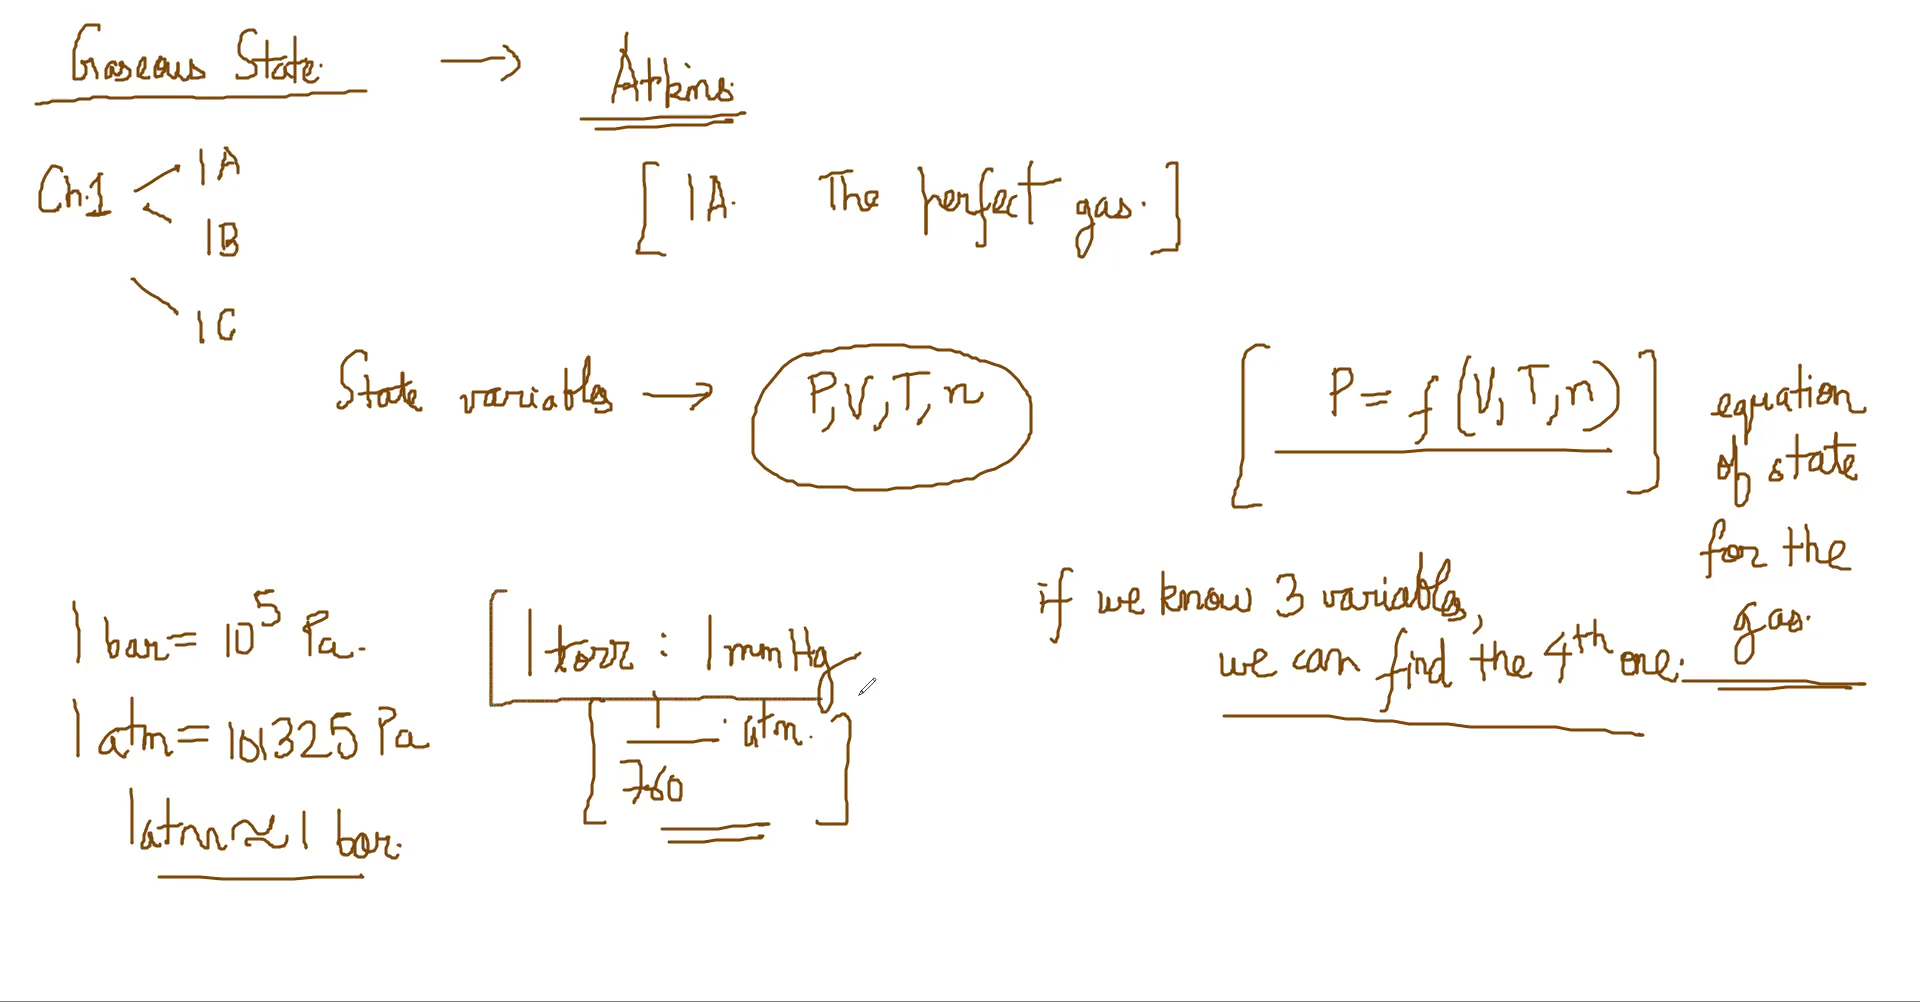 Gaseous State. → Atkins.
Ch.1 1A
1B
1C
[ 1A. The perfect gas. ]
State variables → P, V, T, n
[ P = f (V, T, n) ] equation
of state
for the
gas.
if we know 3 variables,
we can find the 4th one.
1 bar = 10^5 Pa.
1 atm = 101325 Pa
1 atm ≈ 1 bar.
[ 1 torr : 1 mmHg
[ 1/760 . atm. ]